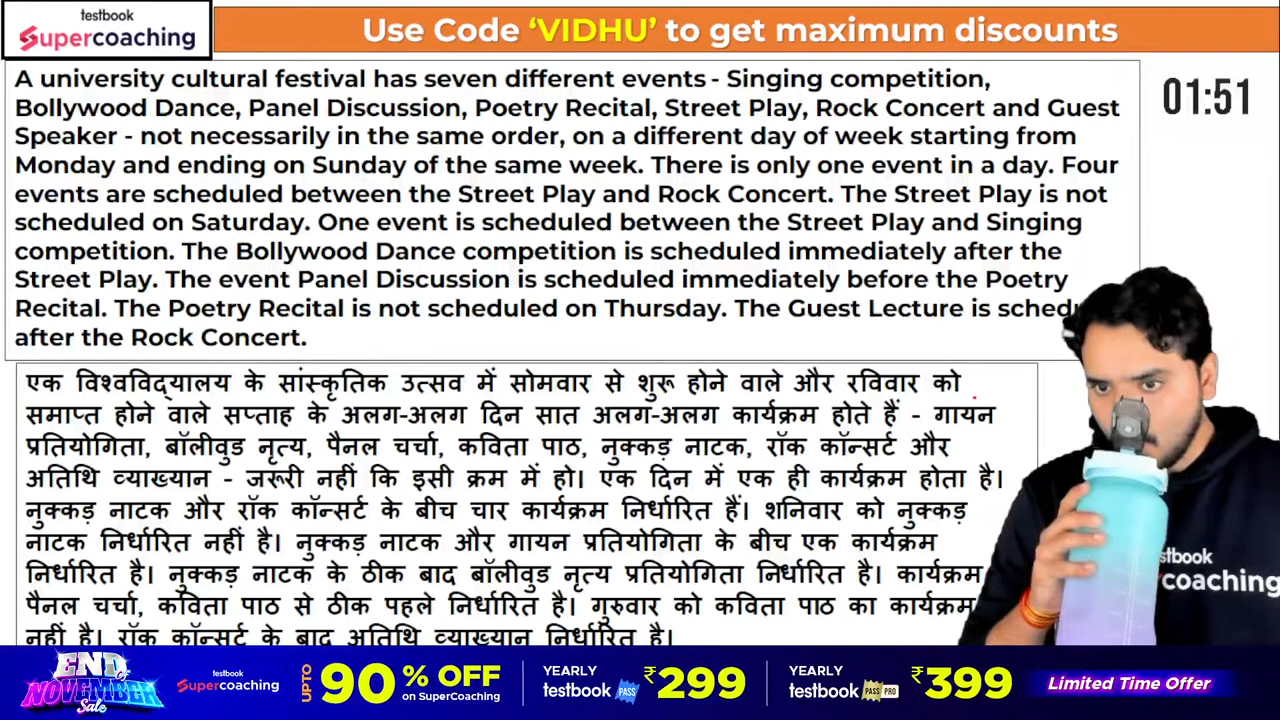 testbook
Supercoaching
Use Code ‘VIDHU’ to get maximum discounts
A university cultural festival has seven different events - Singing competition,
Bollywood Dance, Panel Discussion, Poetry Recital, Street Play, Rock Concert and Guest
Speaker - not necessarily in the same order, on a different day of week starting from
Monday and ending on Sunday of the same week. There is only one event in a day. Four
events are scheduled between the Street Play and Rock Concert. The Street Play is not
scheduled on Saturday. One event is scheduled between the Street Play and Singing
competition. The Bollywood Dance competition is scheduled immediately after the
Street Play. The event Panel Discussion is scheduled immediately before the Poetry
Recital. The Poetry Recital is not scheduled on Thursday. The Guest Lecture is
after the Rock Concert.
01:51
एक विश्वविद्यालय के सांस्कृतिक उत्सव में सोमवार से शुरू होने वाले और रविवार को
समाप्त होने वाले सप्ताह के अलग-अलग दिन सात अलग-अलग कार्यक्रम होते हैं - गायन
प्रतियोगिता, बॉलीवुड नृत्य, पैनल चर्चा, कविता पाठ, नुक्कड़ नाटक, रॉक कॉन्सर्ट और
अतिथि व्याख्यान - जरूरी नहीं कि इसी क्रम में हो। एक दिन में एक ही कार्यक्रम होता है।
नुक्कड़ नाटक और रॉक कॉन्सर्ट के बीच चार कार्यक्रम निर्धारित हैं। शनिवार को नुक्कड़
नाटक निर्धारित नहीं है। नुक्कड़ नाटक और गायन प्रतियोगिता के बीच एक कार्यक्रम
निर्धारित है। नुक्कड़ नाटक के ठीक बाद बॉलीवुड नृत्य प्रतियोगिता निर्धारित है। कार्यक्रम
पैनल चर्चा, कविता पाठ से ठीक पहले निर्धारित है। गुरुवार को कविता पाठ का कार्यक्रम
नहीं है। रॉक कॉन्सर्ट के बाद अतिथि व्याख्यान निर्धारित है।
END OF NOVEMBER Sale
testbook
Supercoaching
UPTO 90% OFF
on SuperCoaching
YEARLY
testbook PASS
₹299
YEARLY
testbook PASS PRO
₹399
Limited Time Offer